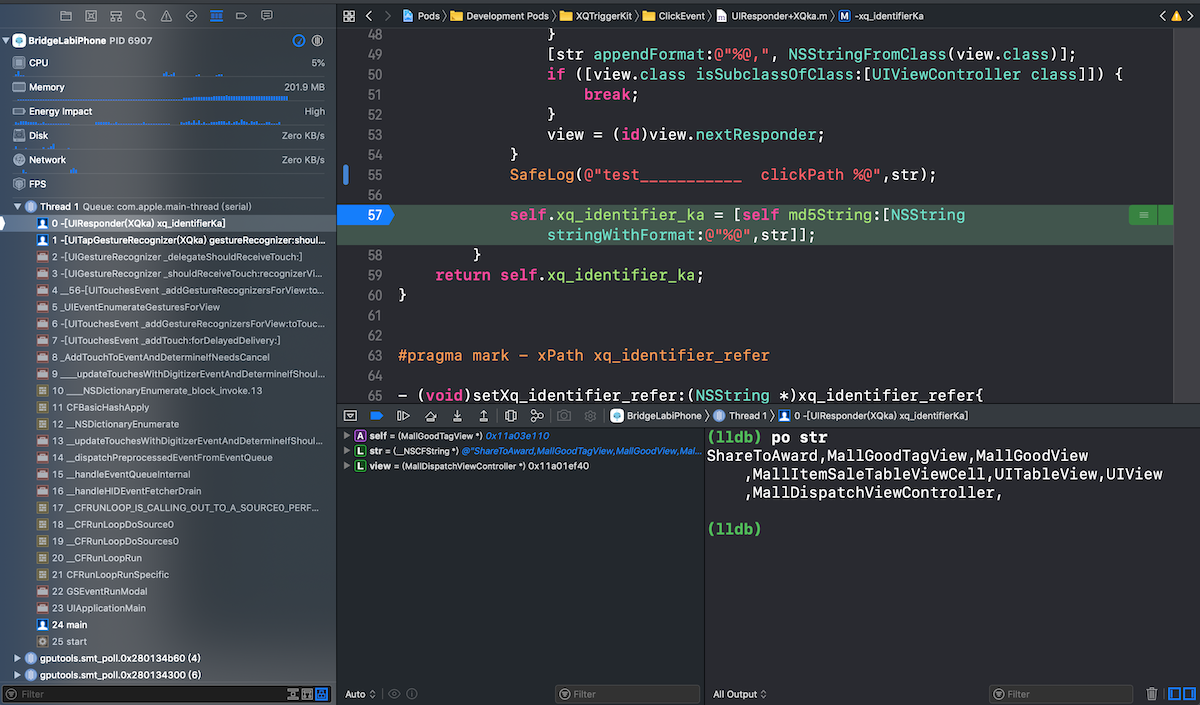 Pods
Development Pods
XQTriggerKit
ClickEvent
UIResponder+XQka.m
M
-xq_identifierKa
BridgeLabiPhone PID 6907
CPU
5%
Memory
201.9 MB
Energy Impact
High
Disk
Zero KB/s
Network
Zero KB/s
FPS
Thread 1 Queue: com.apple.main-thread (serial)
0 -[UIResponder(XQka) xq_identifierKa]
1 -[UITapGestureRecognizer(XQka) gestureRecognizer:shoul...
2 -[UIGestureRecognizer _delegateShouldReceiveTouch:]
3 -[UIGestureRecognizer _shouldReceiveTouch:recognizerVi...
4 __56-[UITouchesEvent _addGestureRecognizersForView:to...
5 _UIEventEnumerateGesturesForView
6 -[UITouchesEvent _addGestureRecognizersForView:toTouc...
7 -[UITouchesEvent _addTouch:forDelayedDelivery:]
8 _AddTouchToEventAndDetermineIfNeedsCancel
9 ____updateTouchesWithDigitizerEventAndDetermineIfShoul...
10 ____NSDictionaryEnumerate_block_invoke.13
11 CFBasicHashApply
12 __NSDictionaryEnumerate
13 __updateTouchesWithDigitizerEventAndDetermineIfShoul...
14 __dispatchPreprocessedEventFromEventQueue
15 __handleEventQueueInternal
16 __handleHIDEventFetcherDrain
17 __CFRUNLOOP_IS_CALLING_OUT_TO_A_SOURCE0_PERF...
18 __CFRunLoopDoSource0
19 __CFRunLoopDoSources0
20 __CFRunLoopRun
21 CFRunLoopRunSpecific
22 GSEventRunModal
23 UIApplicationMain
24 main
25 start
gputools.smt_poll.0x280134b60 (4)
gputools.smt_poll.0x280134300 (6)
Filter
48 }
49 [str appendFormat:@"%@,", NSStringFromClass(view.class)];
50 if ([view.class isSubclassOfClass:[UIViewController class]]) {
51 break;
52 }
53 view = (id)view.nextResponder;
54 }
55 SafeLog(@"test___________  clickPath %@",str);
56
57 self.xq_identifier_ka = [self md5String:[NSString
stringWithFormat:@"%@",str]];
58 }
59 return self.xq_identifier_ka;
60 }
61
62
63 #pragma mark - xPath xq_identifier_refer
64
65 - (void)setXq_identifier_refer:(NSString *)xq_identifier_refer{
BridgeLabiPhone
Thread 1
0 -[UIResponder(XQka) xq_identifierKa]
A self = (MallGoodTagView *) 0x11a03e110
L str = (__NSCFString *) @"ShareToAward,MallGoodTagView,MallGoodView,Mal...
L view = (MallDispatchViewController *) 0x11a01ef40
Auto
Filter
(lldb) po str
ShareToAward,MallGoodTagView,MallGoodView
,MallItemSaleTableViewCell,UITableView,UIView
,MallDispatchViewController,
(lldb)
All Output
Filter